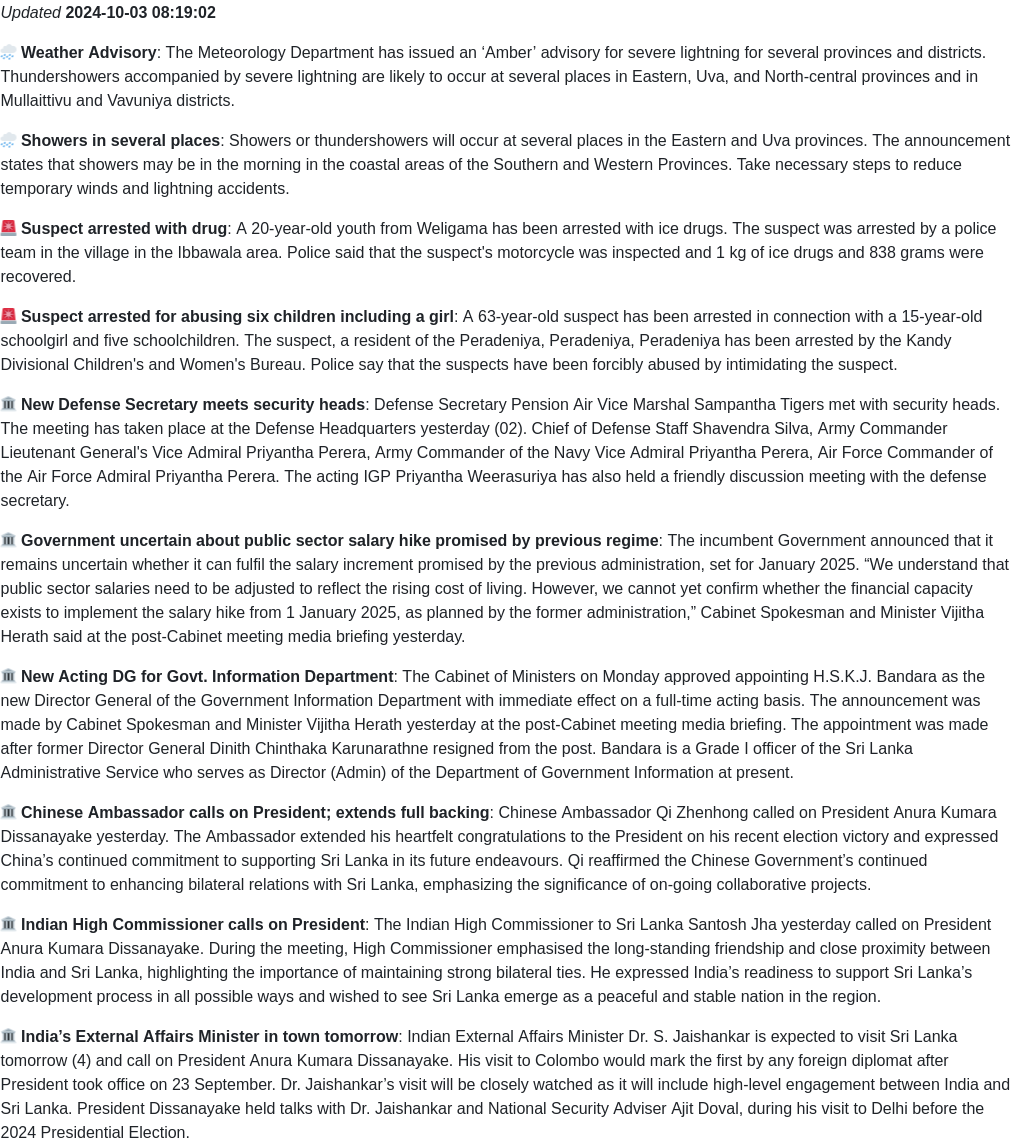 Updated 2024-10-03 08:19:02
🌧️ Weather Advisory: The Meteorology Department has issued an ‘Amber’ advisory for severe lightning for several provinces and districts.
Thundershowers accompanied by severe lightning are likely to occur at several places in Eastern, Uva, and North-central provinces and in
Mullaittivu and Vavuniya districts.
🌧️ Showers in several places: Showers or thundershowers will occur at several places in the Eastern and Uva provinces. The announcement
states that showers may be in the morning in the coastal areas of the Southern and Western Provinces. Take necessary steps to reduce
temporary winds and lightning accidents.
🚨 Suspect arrested with drug: A 20-year-old youth from Weligama has been arrested with ice drugs. The suspect was arrested by a police
team in the village in the Ibbawala area. Police said that the suspect's motorcycle was inspected and 1 kg of ice drugs and 838 grams were
recovered.
🚨 Suspect arrested for abusing six children including a girl: A 63-year-old suspect has been arrested in connection with a 15-year-old
schoolgirl and five schoolchildren. The suspect, a resident of the Peradeniya, Peradeniya, Peradeniya has been arrested by the Kandy
Divisional Children's and Women's Bureau. Police say that the suspects have been forcibly abused by intimidating the suspect.
🏛️ New Defense Secretary meets security heads: Defense Secretary Pension Air Vice Marshal Sampantha Tigers met with security heads.
The meeting has taken place at the Defense Headquarters yesterday (02). Chief of Defense Staff Shavendra Silva, Army Commander
Lieutenant General's Vice Admiral Priyantha Perera, Army Commander of the Navy Vice Admiral Priyantha Perera, Air Force Commander of
the Air Force Admiral Priyantha Perera. The acting IGP Priyantha Weerasuriya has also held a friendly discussion meeting with the defense
secretary.
🏛️ Government uncertain about public sector salary hike promised by previous regime: The incumbent Government announced that it
remains uncertain whether it can fulfil the salary increment promised by the previous administration, set for January 2025. “We understand that
public sector salaries need to be adjusted to reflect the rising cost of living. However, we cannot yet confirm whether the financial capacity
exists to implement the salary hike from 1 January 2025, as planned by the former administration,” Cabinet Spokesman and Minister Vijitha
Herath said at the post-Cabinet meeting media briefing yesterday.
🏛️ New Acting DG for Govt. Information Department: The Cabinet of Ministers on Monday approved appointing H.S.K.J. Bandara as the
new Director General of the Government Information Department with immediate effect on a full-time acting basis. The announcement was
made by Cabinet Spokesman and Minister Vijitha Herath yesterday at the post-Cabinet meeting media briefing. The appointment was made
after former Director General Dinith Chinthaka Karunarathne resigned from the post. Bandara is a Grade I officer of the Sri Lanka
Administrative Service who serves as Director (Admin) of the Department of Government Information at present.
🏛️ Chinese Ambassador calls on President; extends full backing: Chinese Ambassador Qi Zhenhong called on President Anura Kumara
Dissanayake yesterday. The Ambassador extended his heartfelt congratulations to the President on his recent election victory and expressed
China’s continued commitment to supporting Sri Lanka in its future endeavours. Qi reaffirmed the Chinese Government’s continued
commitment to enhancing bilateral relations with Sri Lanka, emphasizing the significance of on-going collaborative projects.
🏛️ Indian High Commissioner calls on President: The Indian High Commissioner to Sri Lanka Santosh Jha yesterday called on President
Anura Kumara Dissanayake. During the meeting, High Commissioner emphasised the long-standing friendship and close proximity between
India and Sri Lanka, highlighting the importance of maintaining strong bilateral ties. He expressed India’s readiness to support Sri Lanka’s
development process in all possible ways and wished to see Sri Lanka emerge as a peaceful and stable nation in the region.
🏛️ India’s External Affairs Minister in town tomorrow: Indian External Affairs Minister Dr. S. Jaishankar is expected to visit Sri Lanka
tomorrow (4) and call on President Anura Kumara Dissanayake. His visit to Colombo would mark the first by any foreign diplomat after
President took office on 23 September. Dr. Jaishankar’s visit will be closely watched as it will include high-level engagement between India and
Sri Lanka. President Dissanayake held talks with Dr. Jaishankar and National Security Adviser Ajit Doval, during his visit to Delhi before the
2024 Presidential Election.